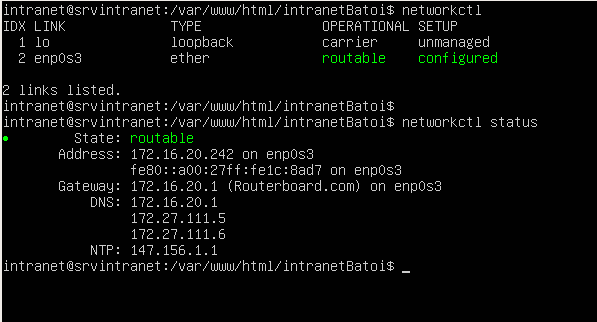 intranet@srvintranet:/var/www/html/intranetBatoi$ networkctl
IDX LINK             TYPE               OPERATIONAL SETUP
  1 lo               loopback           carrier     unmanaged
  2 enp0s3           ether              routable    configured
2 links listed.
intranet@srvintranet:/var/www/html/intranetBatoi$
intranet@srvintranet:/var/www/html/intranetBatoi$ networkctl status
●        State: routable
       Address: 172.16.20.242 on enp0s3
                fe80::a00:27ff:fe1c:8ad7 on enp0s3
       Gateway: 172.16.20.1 (Routerboard.com) on enp0s3
           DNS: 172.16.20.1
                172.27.111.5
                172.27.111.6
           NTP: 147.156.1.1
intranet@srvintranet:/var/www/html/intranetBatoi$ _